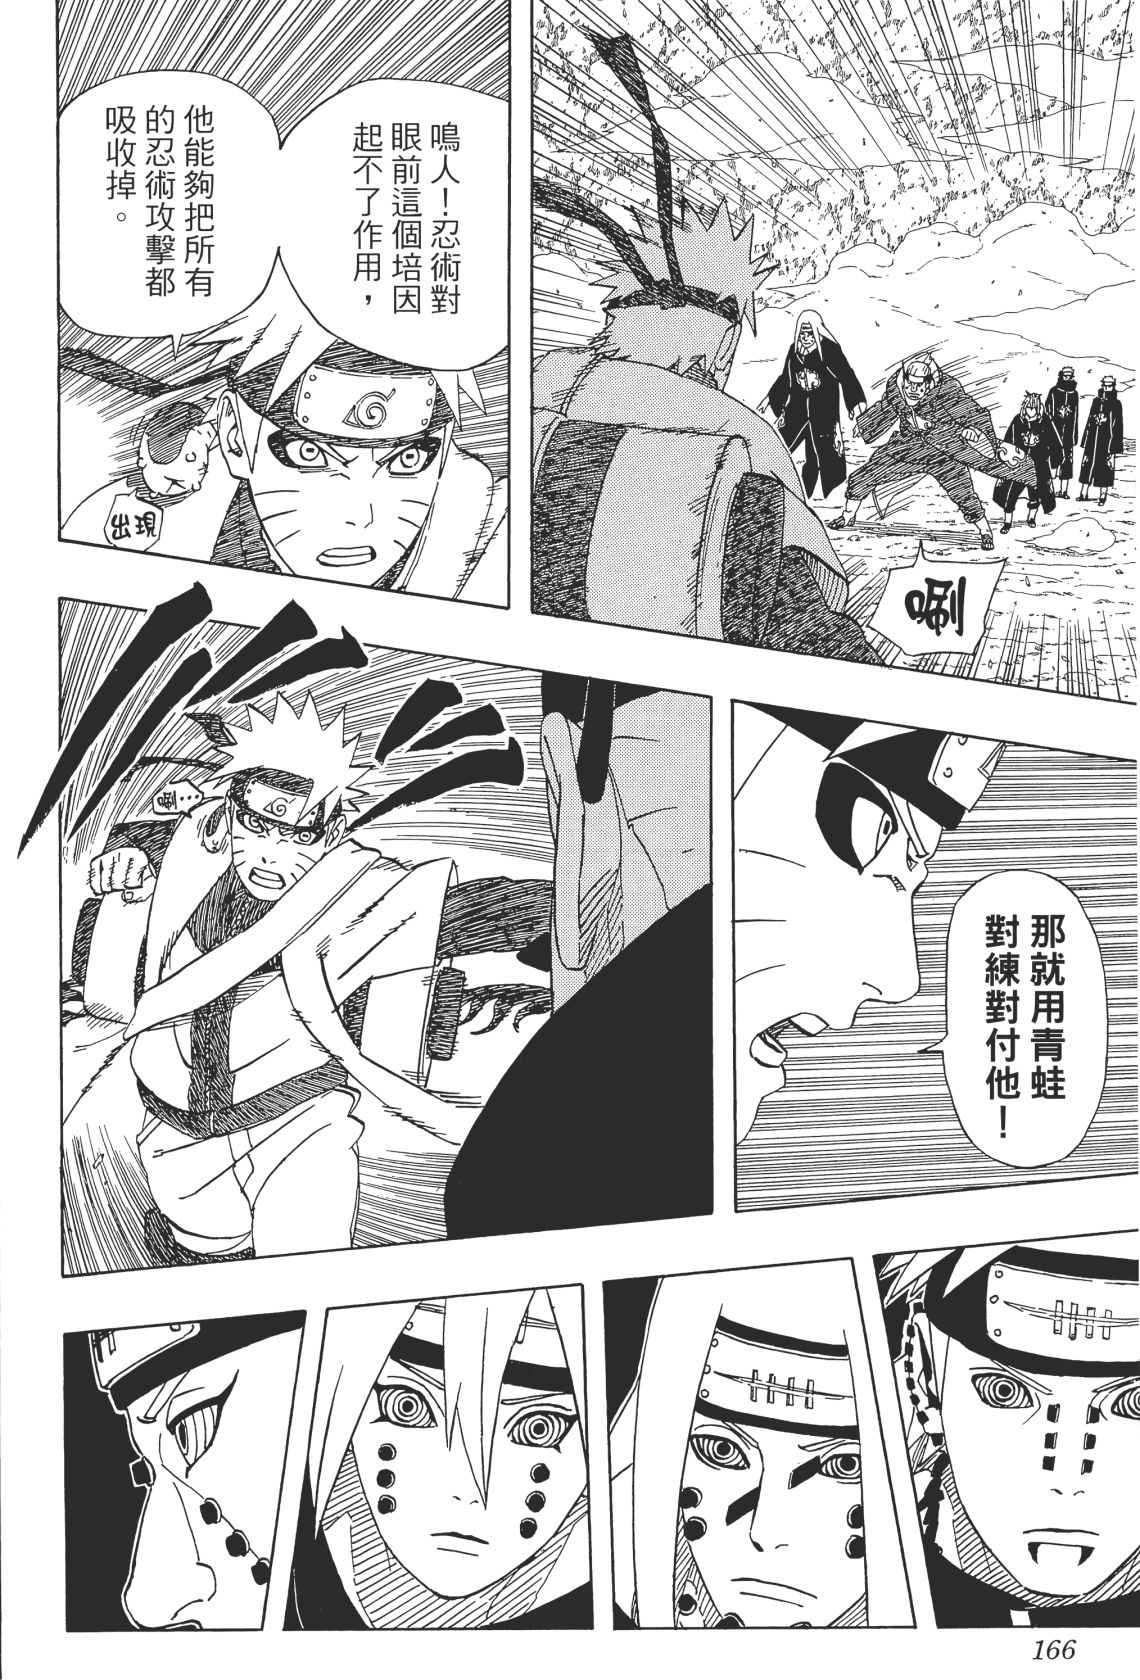 唰
鳴人！忍術對
眼前這個培因
起不了作用，
他能夠把所有
的忍術攻擊都
吸收掉。
出現
那就用青蛙
對練對付他！
唰…
166